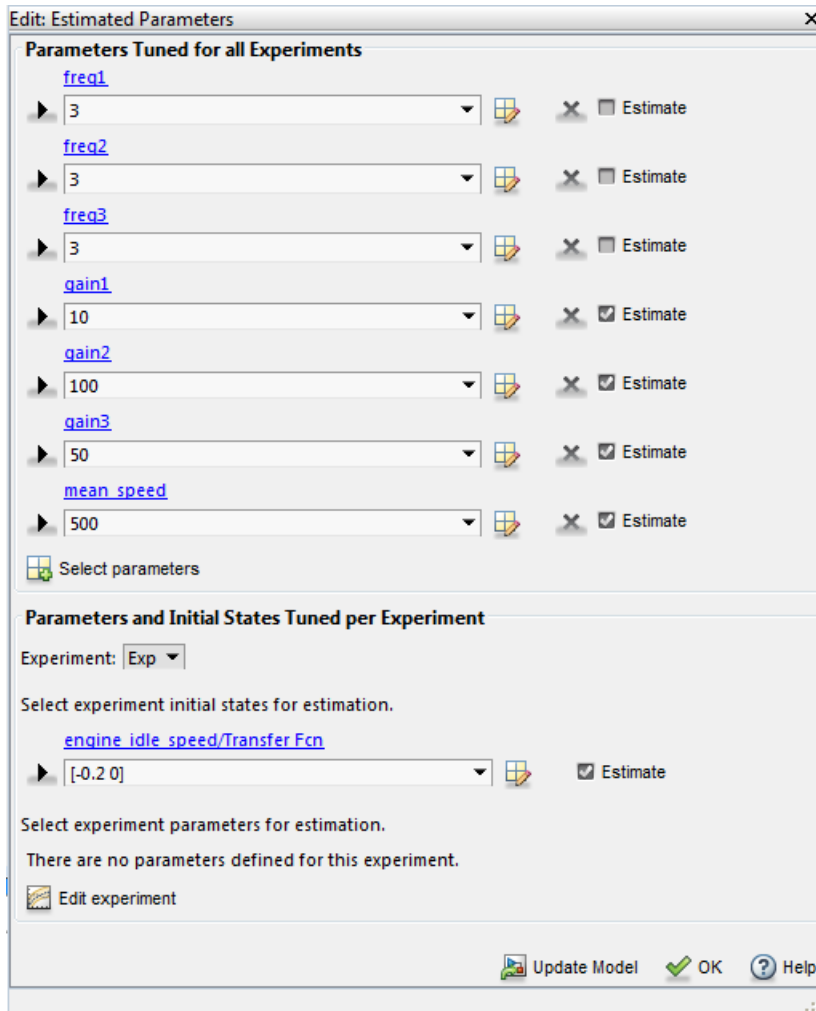 Edit: Estimated Parameters
Parameters Tuned for all Experiments
freq1
3 Estimate
freq2
3 Estimate
freq3
3 Estimate
gain1
10 Estimate
gain2
100 Estimate
gain3
50 Estimate
mean_speed
500 Estimate
Select parameters
Parameters and Initial States Tuned per Experiment
Experiment: Exp
Select experiment initial states for estimation.
engine_idle_speed/Transfer Fcn
[-0.2 0] Estimate
Select experiment parameters for estimation.
There are no parameters defined for this experiment.
Edit experiment
Update Model OK Help